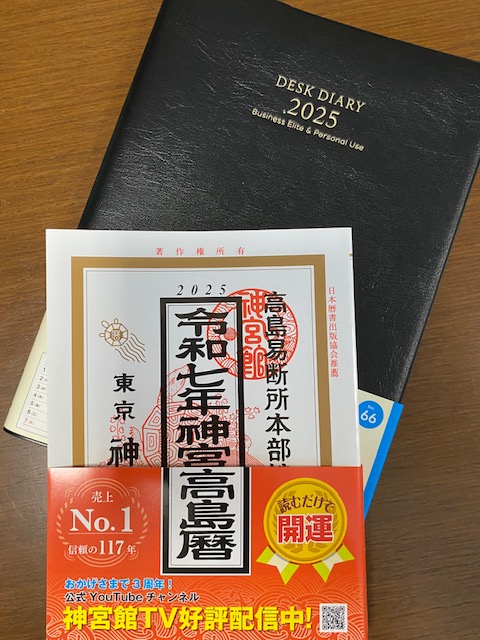 DESK DIARY
2025
Business Elite & Personal Use
No.
66
著作権所有
2025
日本暦書出版協会推薦
高島易断所本部
神宮館
令和七年神宮高島暦
東京 神
売上
No.1
信頼の117年
読むだけで
開運
おかげさまで3周年!
公式YouTubeチャンネル
神宮館TV好評配信中!